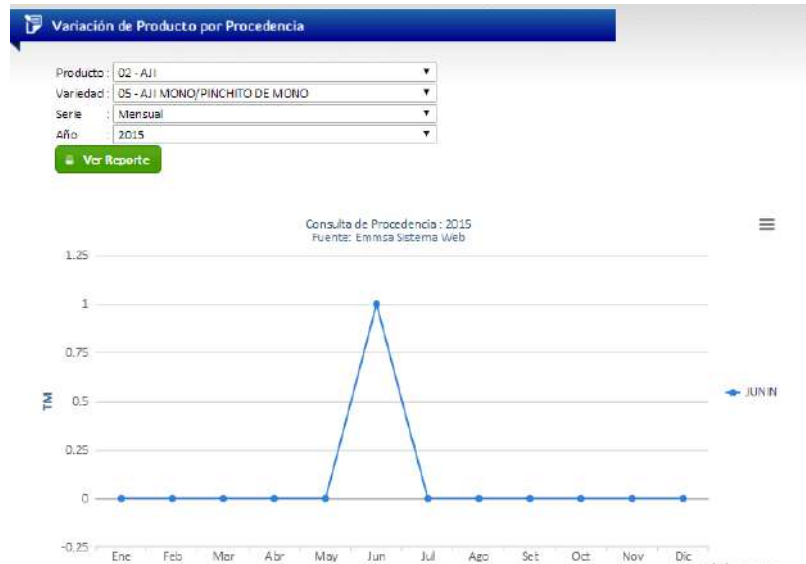 Variación de Producto por Procedencia
Producto : 02 - AJI
Variedad : 05 - AJI MONO/PINCHITO DE MONO
Serie : Mensual
Año : 2015
Ver Reporte
Consulta de Procedencia : 2015
Fuente: Emmsa Sistema Web
1.25
1
0.75
0.5
0.25
0
-0.25
TM
JUNIN
Ene Feb Mar Abr May Jun Jul Ago Set Oct Nov Dic